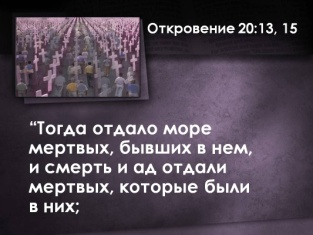 Откровение 20:13, 15
“Тогда отдало море
мертвых, бывших в нем,
и смерть и ад отдали
мертвых, которые были
в них;